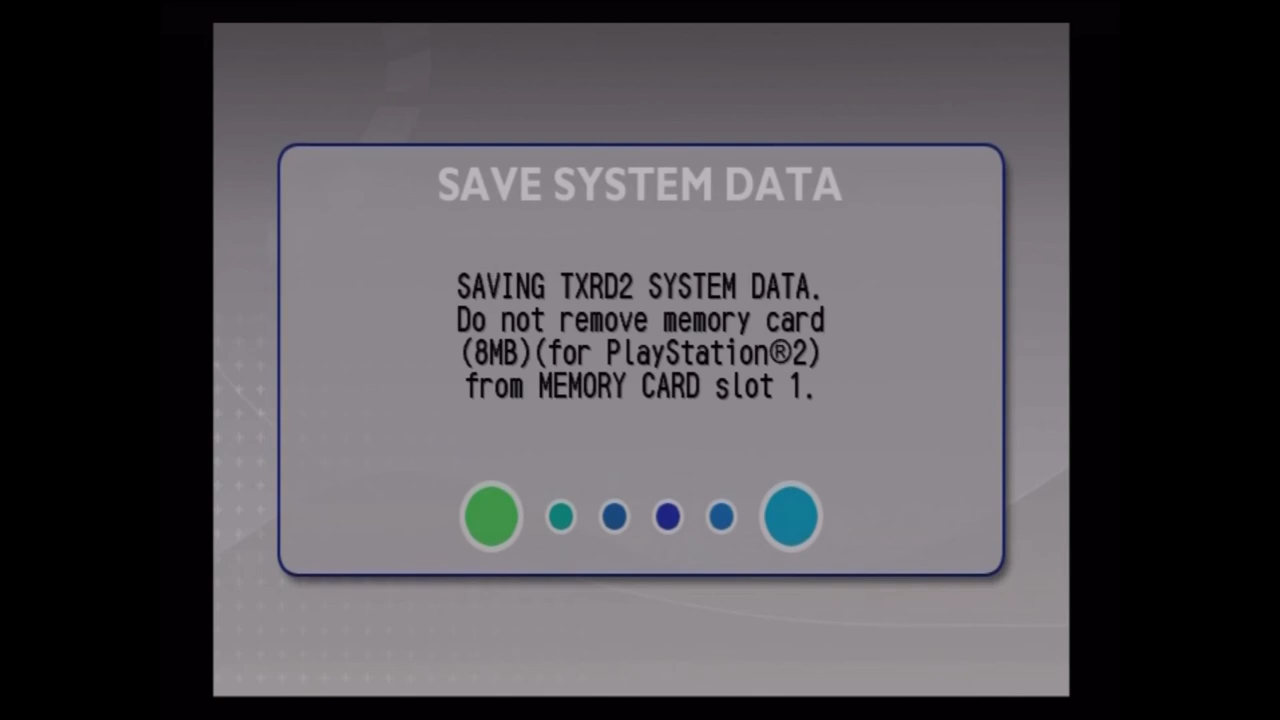 SAVE SYSTEM DATA
SAVING TXRD2 SYSTEM DATA.
Do not remove memory card
(8MB)(for PlayStation®2)
from MEMORY CARD slot 1.